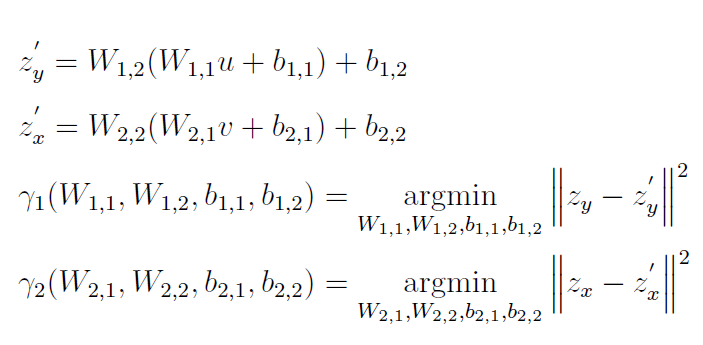 z'_y = W_{1,2}(W_{1,1}u + b_{1,1}) + b_{1,2}
z'_x = W_{2,2}(W_{2,1}v + b_{2,1}) + b_{2,2}
γ_1(W_{1,1}, W_{1,2}, b_{1,1}, b_{1,2}) = argmin_{W_{1,1},W_{1,2},b_{1,1},b_{1,2}} ‖z_y − z'_y‖^2
γ_2(W_{2,1}, W_{2,2}, b_{2,1}, b_{2,2}) = argmin_{W_{2,1},W_{2,2},b_{2,1},b_{2,2}} ‖z_x − z'_x‖^2